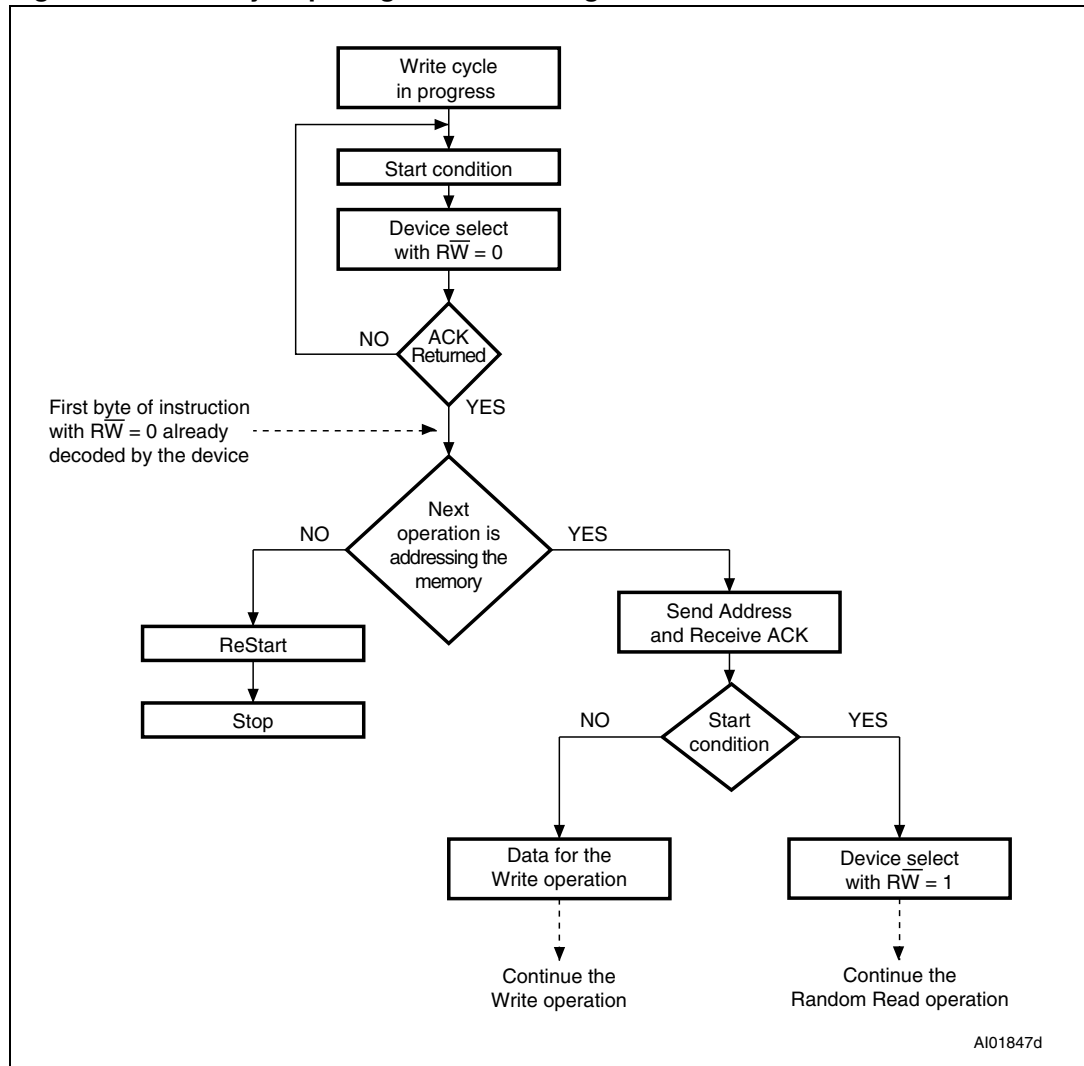 Write cycle
in progress
Start condition
Device select
with RW̅ = 0
NO
ACK
Returned
YES
First byte of instruction
with RW̅ = 0 already
decoded by the device
NO
Next
operation is
addressing the
memory
YES
ReStart
Stop
Send Address
and Receive ACK
NO
Start
condition
YES
Data for the
Write operation
Device select
with RW̅ = 1
Continue the
Write operation
Continue the
Random Read operation
AI01847d